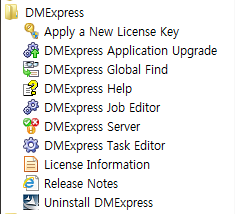 DMExpress
Apply a New License Key
DMExpress Application Upgrade
DMExpress Global Find
DMExpress Help
DMExpress Job Editor
DMExpress Server
DMExpress Task Editor
License Information
Release Notes
Uninstall DMExpress